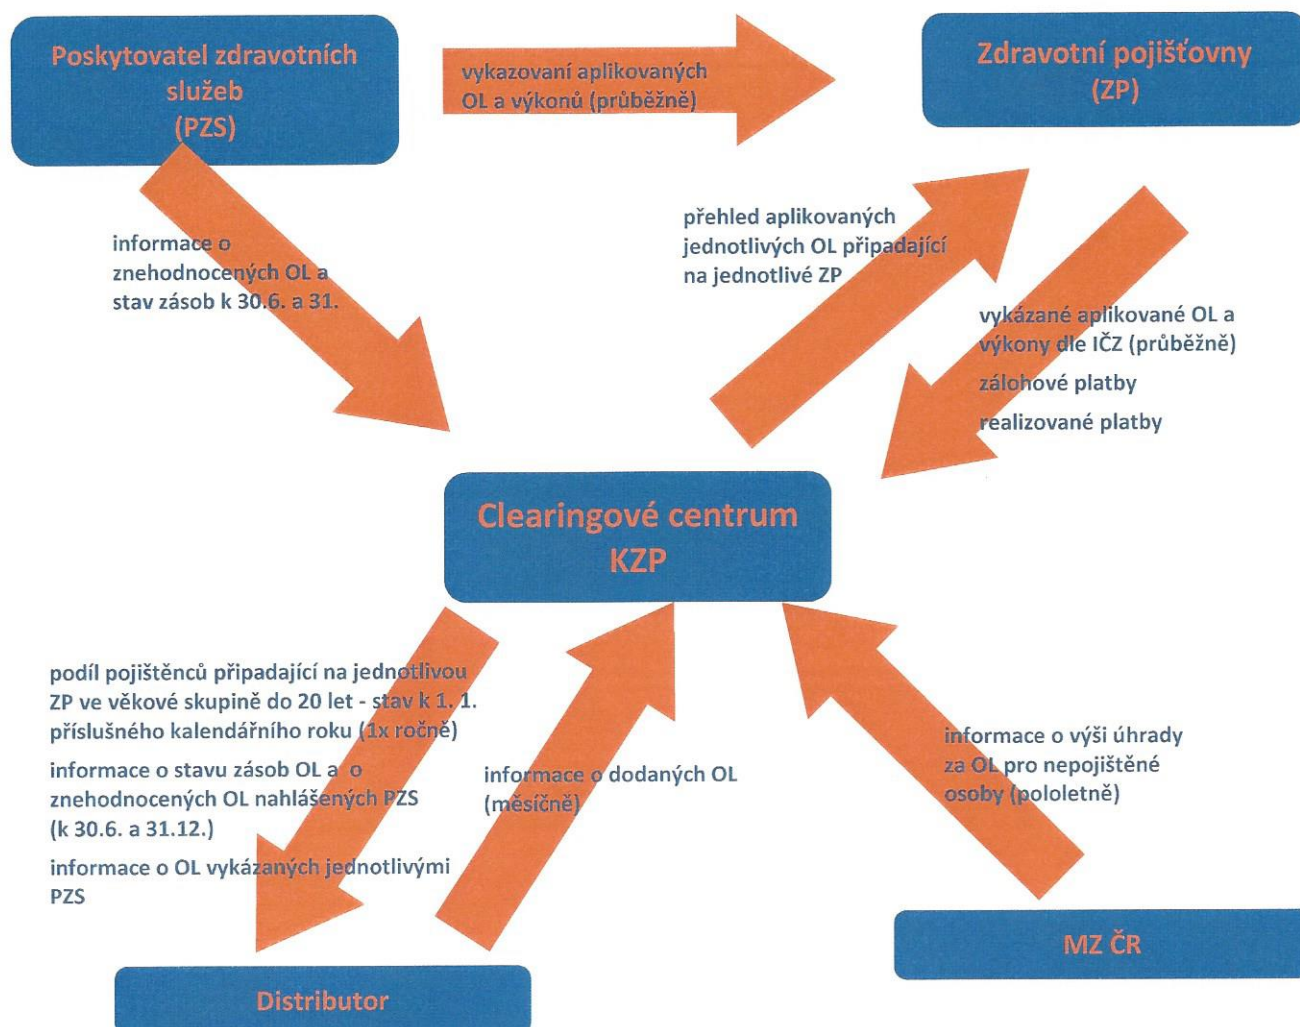 Poskytovatel zdravotních
služeb
(PZS)
vykazovaní aplikovaných
OL a výkonů (průběžně)
Zdravotní pojišťovny
(ZP)
informace o
znehodnocených OL a
stav zásob k 30.6. a 31.
přehled aplikovaných
jednotlivých OL připadající
na jednotlivé ZP
vykázané aplikované OL a
výkony dle IČZ (průběžně)
zálohové platby
realizované platby
Clearingové centrum
KZP
podíl pojištěnců připadající na jednotlivou
ZP ve věkové skupině do 20 let - stav k 1. 1.
příslušného kalendářního roku (1x ročně)
informace o stavu zásob OL a o
znehodnocených OL nahlášených PZS
(k 30.6. a 31.12.)
informace o OL vykázaných jednotlivými
PZS
informace o dodaných OL
(měsíčně)
informace o výši úhrady
za OL pro nepojištěné
osoby (pololetně)
MZ ČR
Distributor